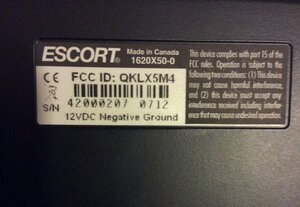 ESCORT® Made in Canada
1620X50-0
FCC ID: QKLX5M4
S/N
42000207 0712
12VDC Negative Ground
This device complies with part 15 of the
FCC rules. Operation is subject to the
following two conditions: (1) This device
may not cause harmful interference,
and (2) this device must accept any
interference received including interfer-
ence that may cause undesired operation.